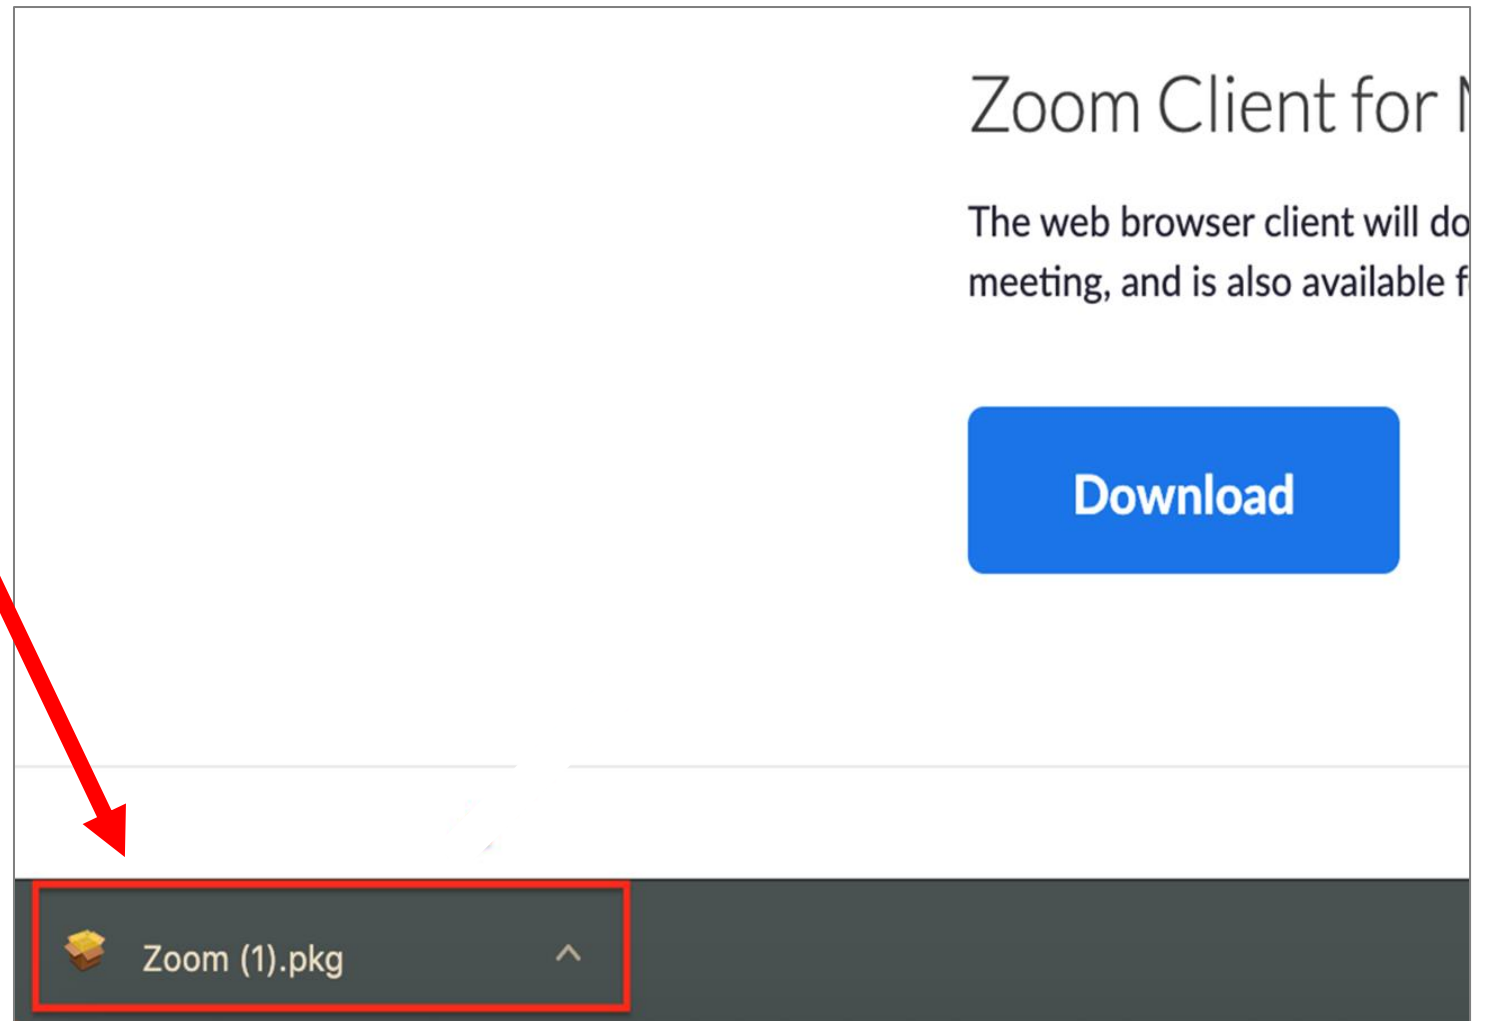 Zoom Client for
The web browser client will do
meeting, and is also available f
Download
Zoom (1).pkg